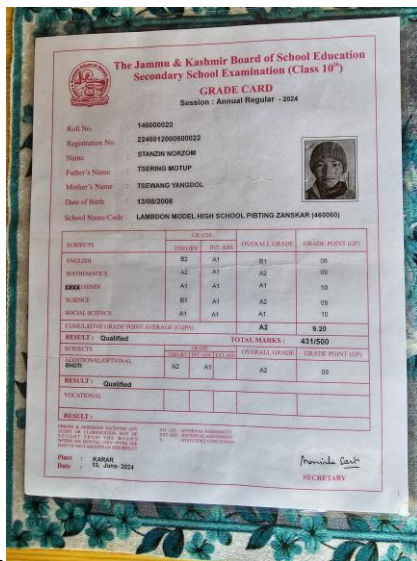 The Jammu & Kashmir Board of School Education
Secondary School Examination (Class 10th)
GRADE CARD
Session : Annual Regular - 2024
Roll No. 146000020
Registration No. 2246012000600022
Name STANZIN NORZOM
Father's Name TSERING MOTUP
Mother's Name TSEWANG YANGDOL
Date of Birth 13/08/2008
School Name/Code LAMBDON MODEL HIGH SCHOOL PIBTING ZANSKAR (460060)
SUBJECTS GRADE OVERALL GRADE GRADE POINT (GP)
THEORY INT. ASS
ENGLISH B2 A1 B1 08
MATHEMATICS A2 A1 A2 09
HINDI A1 A1 A1 10
SCIENCE B1 A1 A2 09
SOCIAL SCIENCE A1 A1 A1 10
CUMULATIVE GRADE POINT AVERAGE (CGPA) A2 9.20
RESULT : Qualified TOTAL MARKS : 431/500
SUBJECTS GRADE OVERALL GRADE GRADE POINT (GP)
THEORY INT. ASS EXT. ASS
ADDITIONAL/OPTIONAL
BHOTI A2 A1 A2 09
RESULT : Qualified
VOCATIONAL
RESULT :
Place : KARAR
Date : 13, June- 2024
SECRETARY